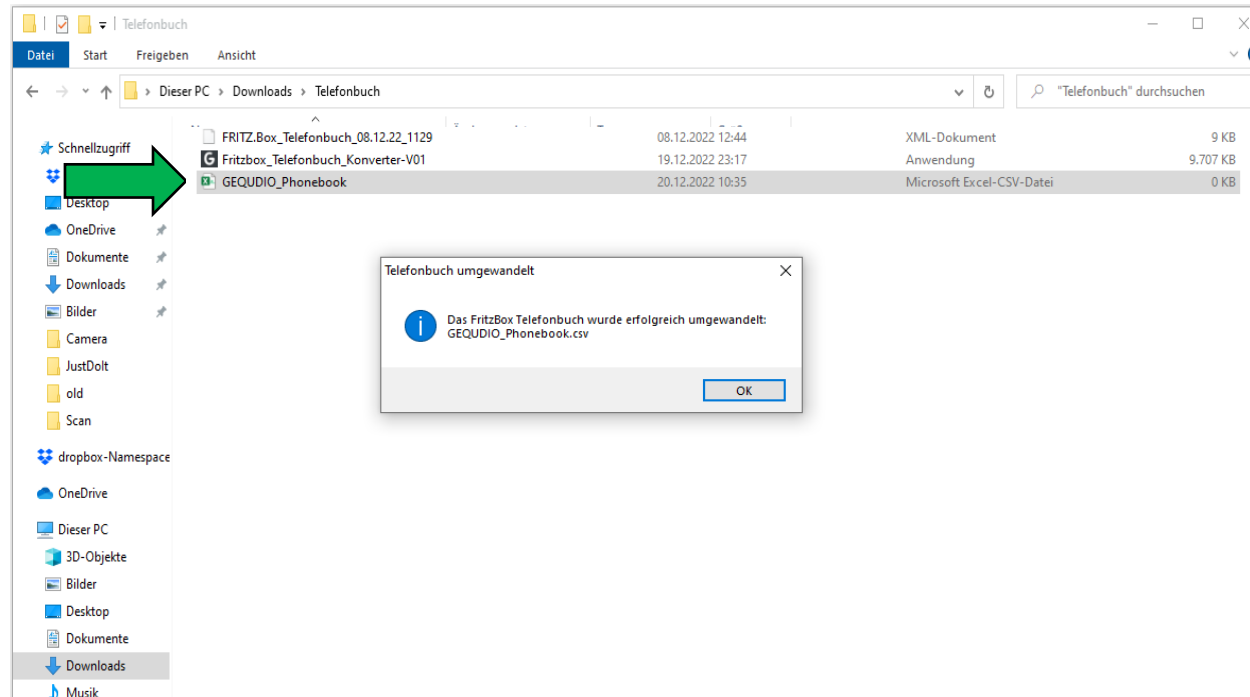 Telefonbuch
Datei Start Freigeben Ansicht
Dieser PC Downloads Telefonbuch
"Telefonbuch" durchsuchen
FRITZ.Box_Telefonbuch_08.12.22_1129 08.12.2022 12:44 XML-Dokument 9 KB
Fritzbox_Telefonbuch_Konverter-V01 19.12.2022 23:17 Anwendung 9.707 KB
GEQUDIO_Phonebook 20.12.2022 10:35 Microsoft Excel-CSV-Datei 0 KB
Schnellzugriff
Desktop
OneDrive
Dokumente
Downloads
Bilder
Camera
JustDoIt
old
Scan
dropbox-Namespace
OneDrive
Dieser PC
3D-Objekte
Bilder
Desktop
Dokumente
Downloads
Musik
Telefonbuch umgewandelt
Das FritzBox Telefonbuch wurde erfolgreich umgewandelt:
GEQUDIO_Phonebook.csv
OK